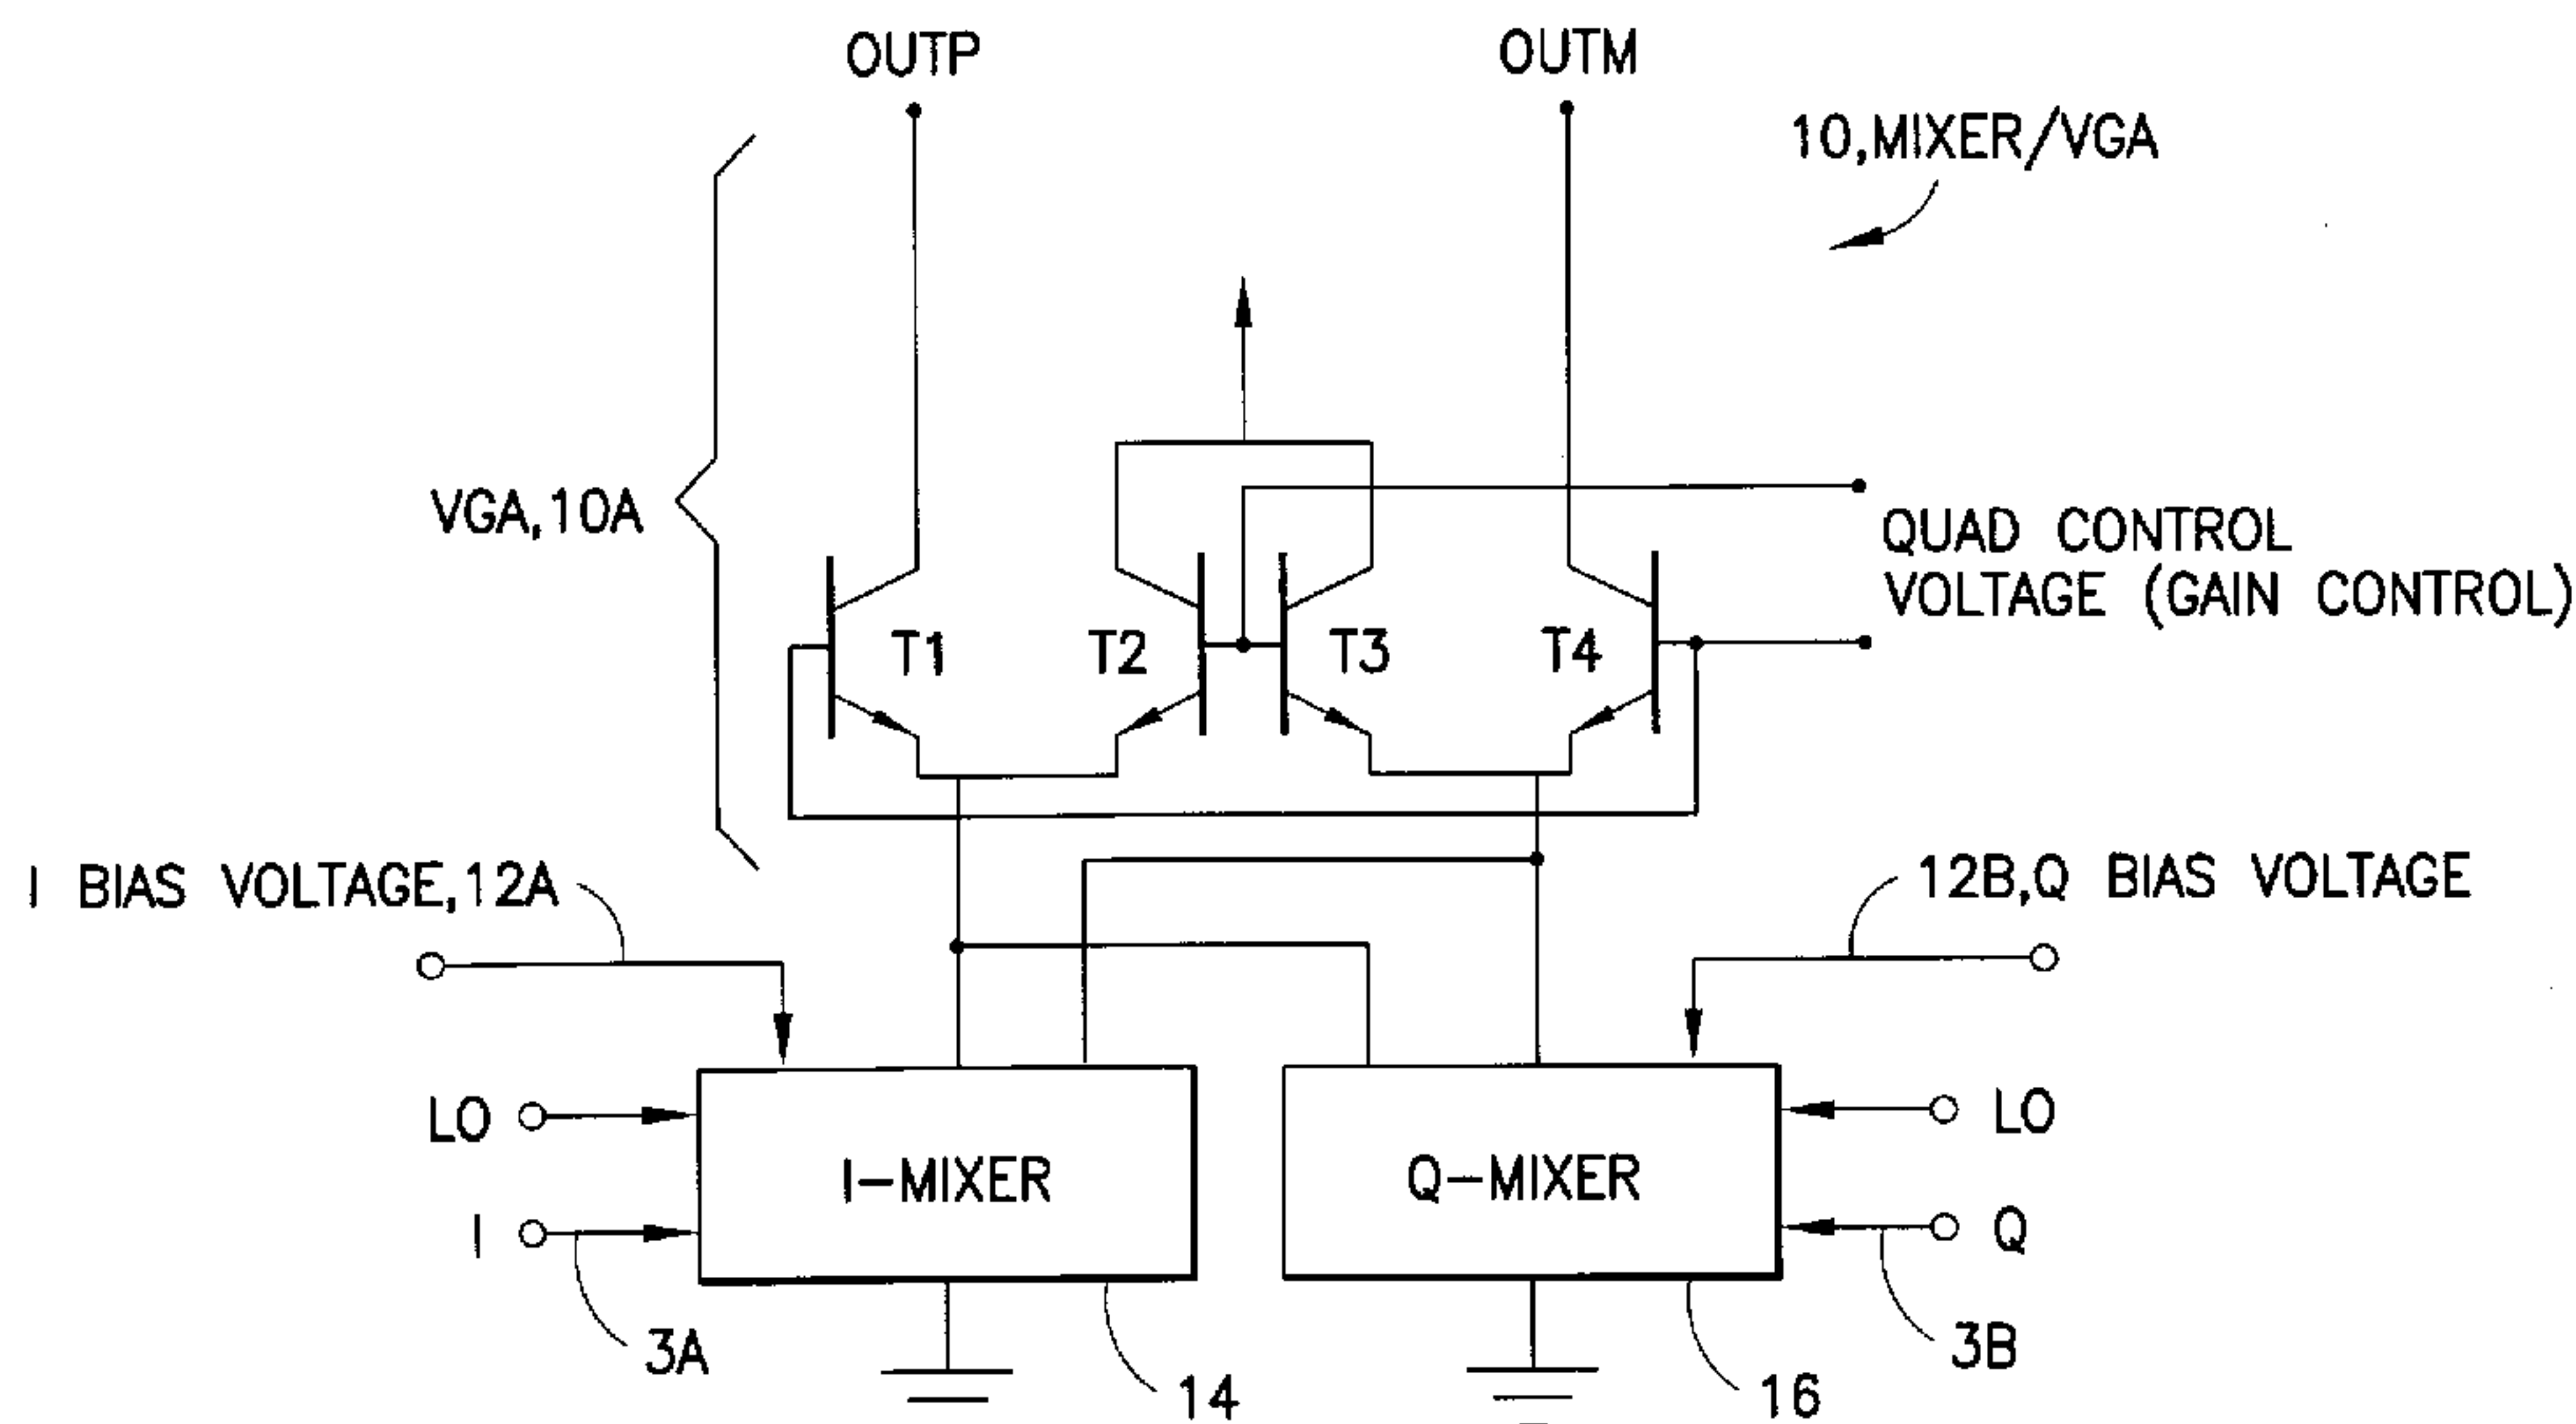 OUTP
OUTM
10,MIXER/VGA
VGA,10A
QUAD CONTROL
VOLTAGE (GAIN CONTROL)
T1
T2
T3
T4
I BIAS VOLTAGE,12A
12B,Q BIAS VOLTAGE
LO
I-MIXER
Q-MIXER
LO
I
Q
3A
14
16
3B